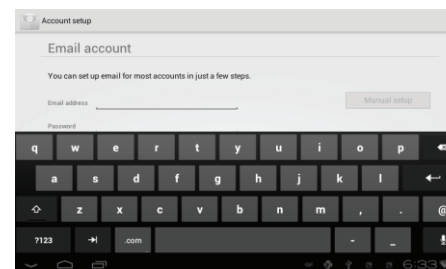 Account setup
Email account
You can set up email for most accounts in just a few steps.
Email address
Manual setup
Password
q w e r t y u i o p
a s d f g h j k l
z x c v b n m , . @
?123 .com - _
6:33